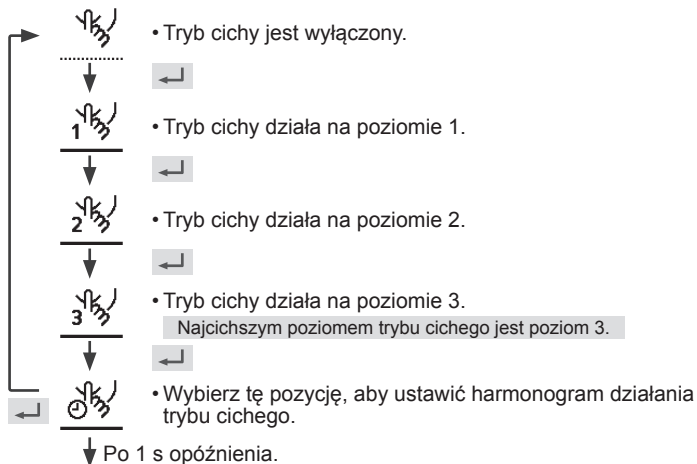 • Tryb cichy jest wyłączony.
1
• Tryb cichy działa na poziomie 1.
2
• Tryb cichy działa na poziomie 2.
3
• Tryb cichy działa na poziomie 3.
Najcichszym poziomem trybu cichego jest poziom 3.
• Wybierz tę pozycję, aby ustawić harmonogram działania
trybu cichego.
Po 1 s opóźnienia.